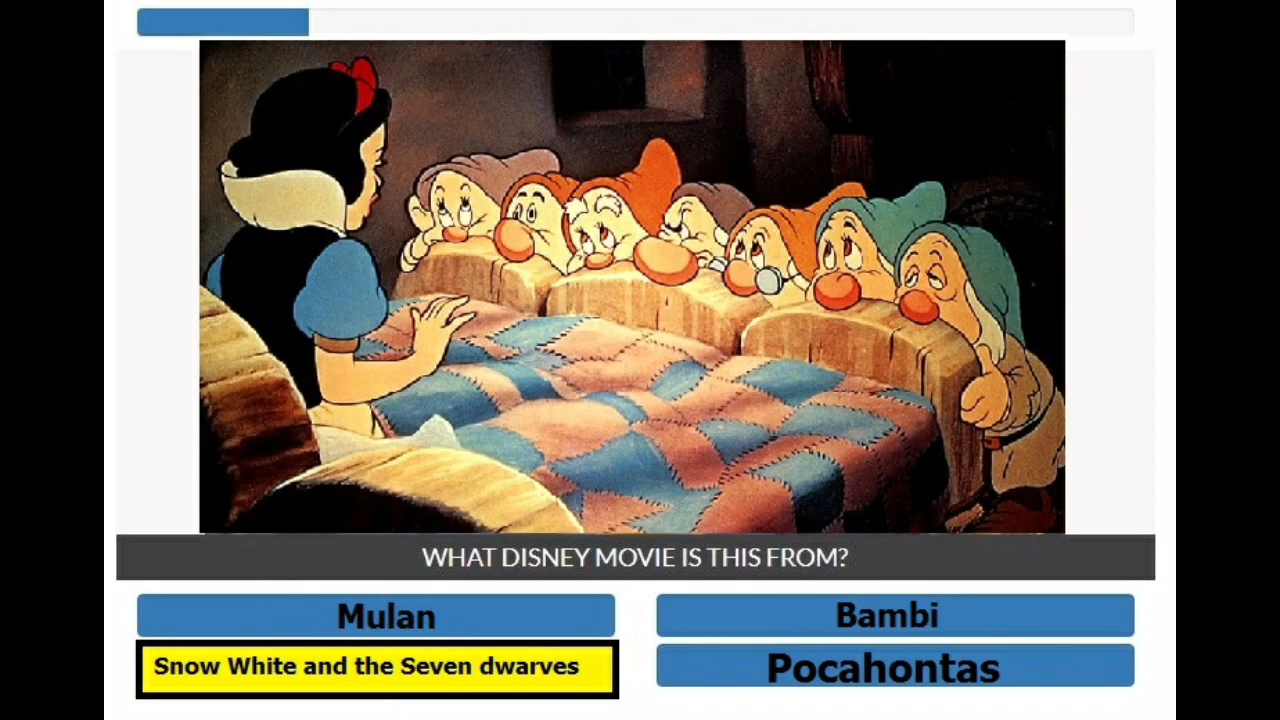 WHAT DISNEY MOVIE IS THIS FROM?
Mulan
Bambi
Snow White and the Seven dwarves
Pocahontas